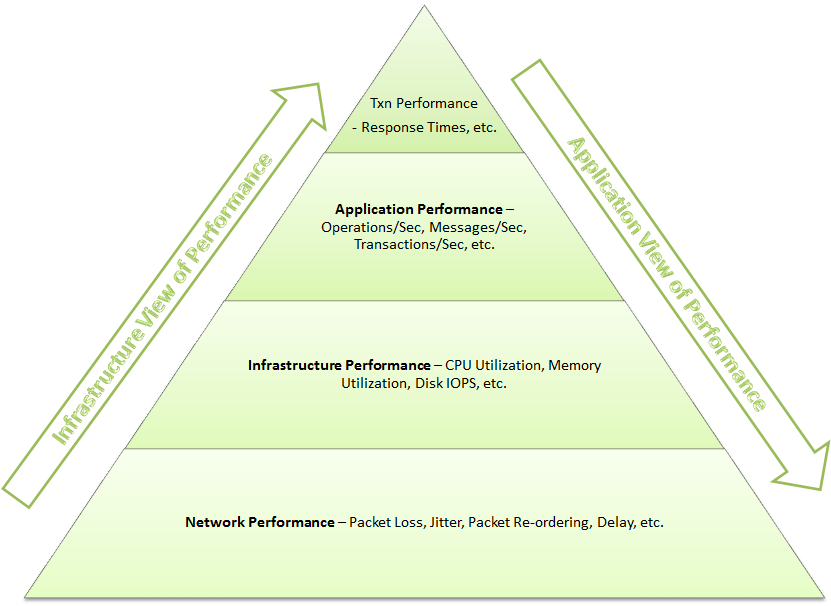 Txn Performance
- Response Times, etc.
Application Performance –
Operations/Sec, Messages/Sec,
Transactions/Sec, etc.
Infrastructure Performance – CPU Utilization, Memory
Utilization, Disk IOPS, etc.
Network Performance – Packet Loss, Jitter, Packet Re-ordering, Delay, etc.
Infrastructure View of Performance
Application View of Performance